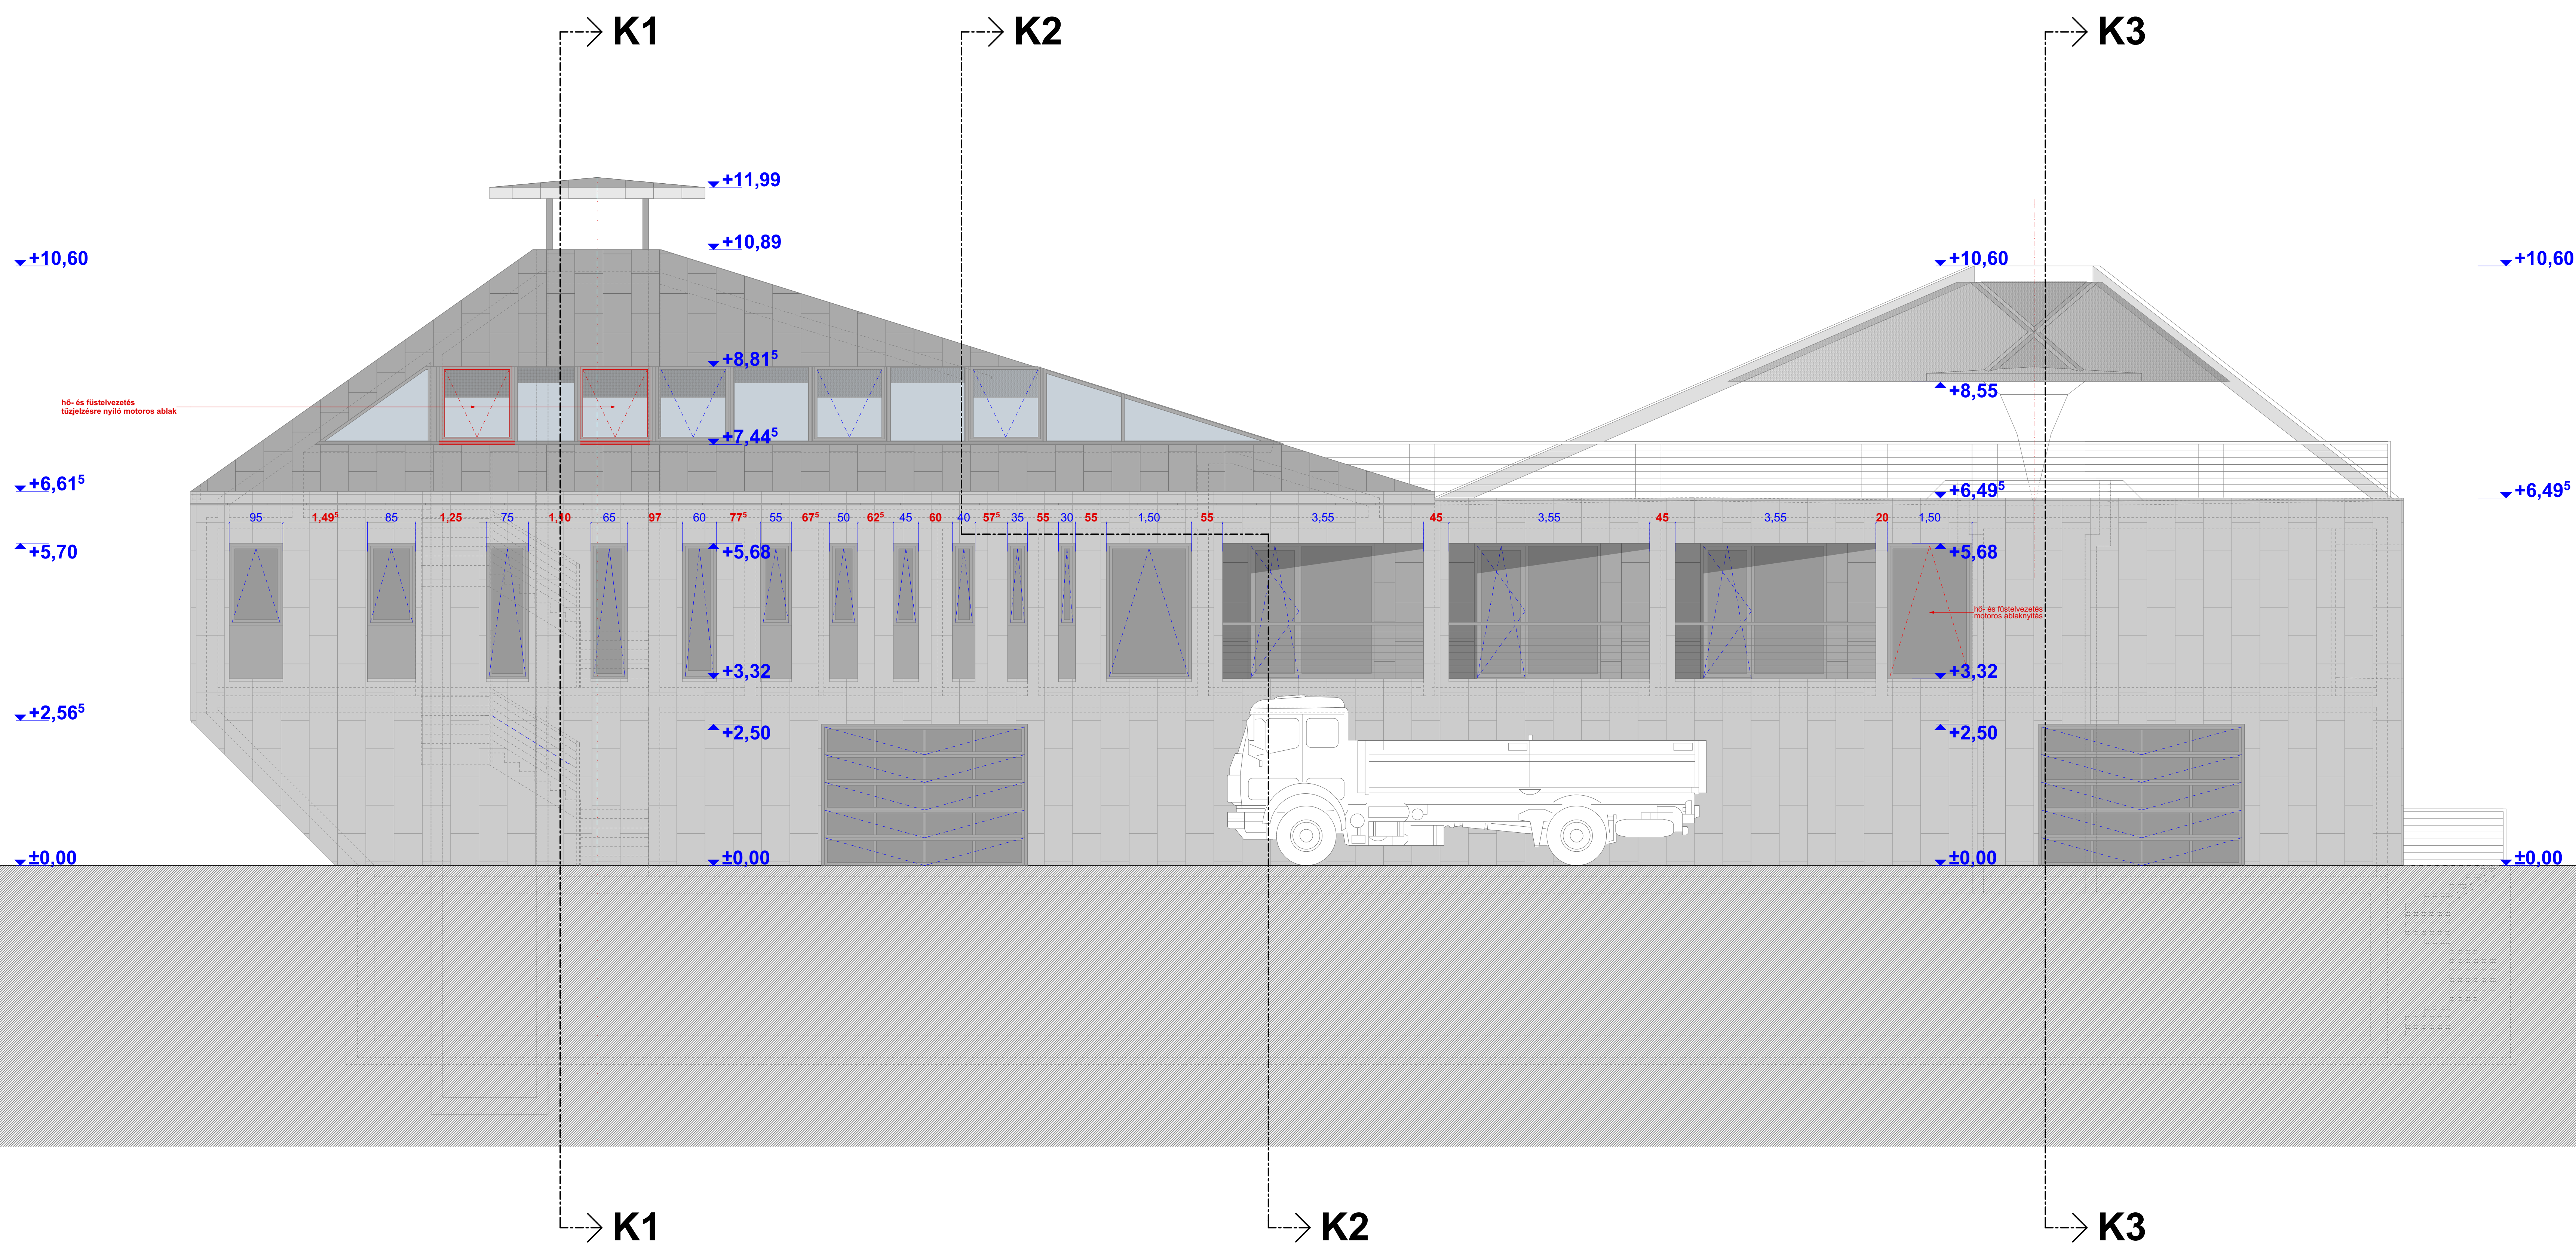 K1
K2
K3
+11,99
+10,89
+10,60
+10,60
+10,60
+8,81⁵
+8,55
hő- és füstelvezetés
tűzjelzésre nyíló motoros ablak
+7,44⁵
+6,61⁵
+6,49⁵
+6,49⁵
95 1,49⁵ 85 1,25 75 1,10 65 97 60 77⁵ 55 67⁵ 50 62⁵ 45 60 40 57⁵ 35 55 30 55 1,50 55 3,55 45 3,55 45 3,55 20 1,50
+5,70
+5,68
+5,68
hő- és füstelvezetés
motoros ablaknyitás
+3,32
+3,32
+2,56⁵
+2,50
+2,50
±0,00
±0,00
±0,00
±0,00
K1
K2
K3